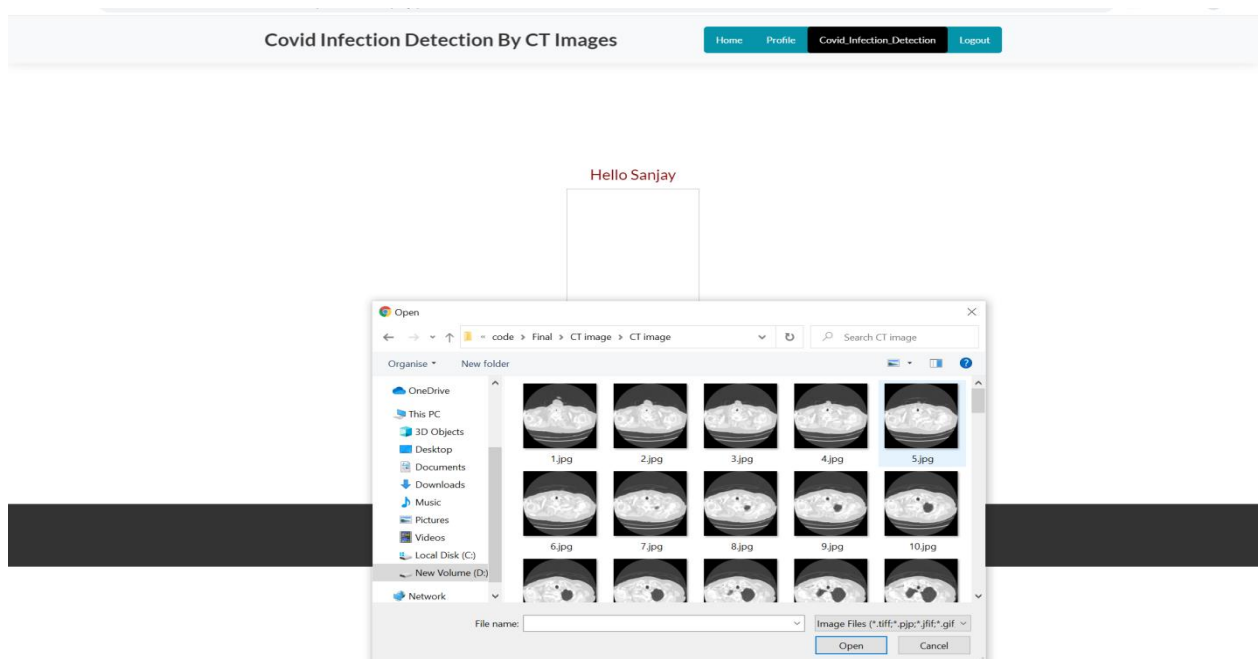 Covid Infection Detection By CT Images
Home Profile Covid_Infection_Detection Logout
Hello Sanjay
Open
« code > Final > CT image > CT image
Search CT image
Organise New folder
OneDrive
This PC
3D Objects
Desktop
Documents
Downloads
Music
Pictures
Videos
Local Disk (C:)
New Volume (D:)
Network
1.jpg 2.jpg 3.jpg 4.jpg 5.jpg
6.jpg 7.jpg 8.jpg 9.jpg 10.jpg
File name:
Image Files (*.tiff;*.pjp;*.jfif;*.gif
Open Cancel